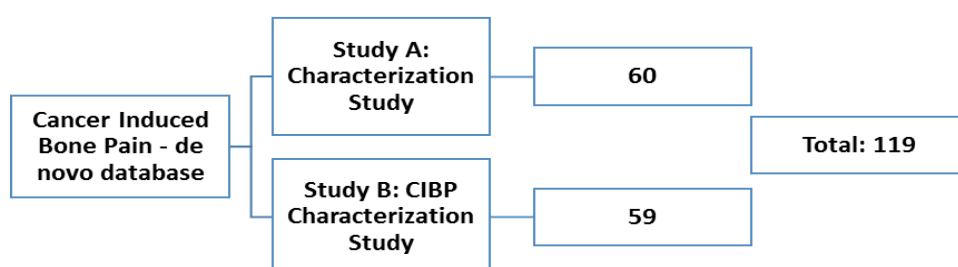 Cancer Induced
Bone Pain - de
novo database
Study A:
Characterization
Study
60
Study B: CIBP
Characterization
Study
59
Total: 119